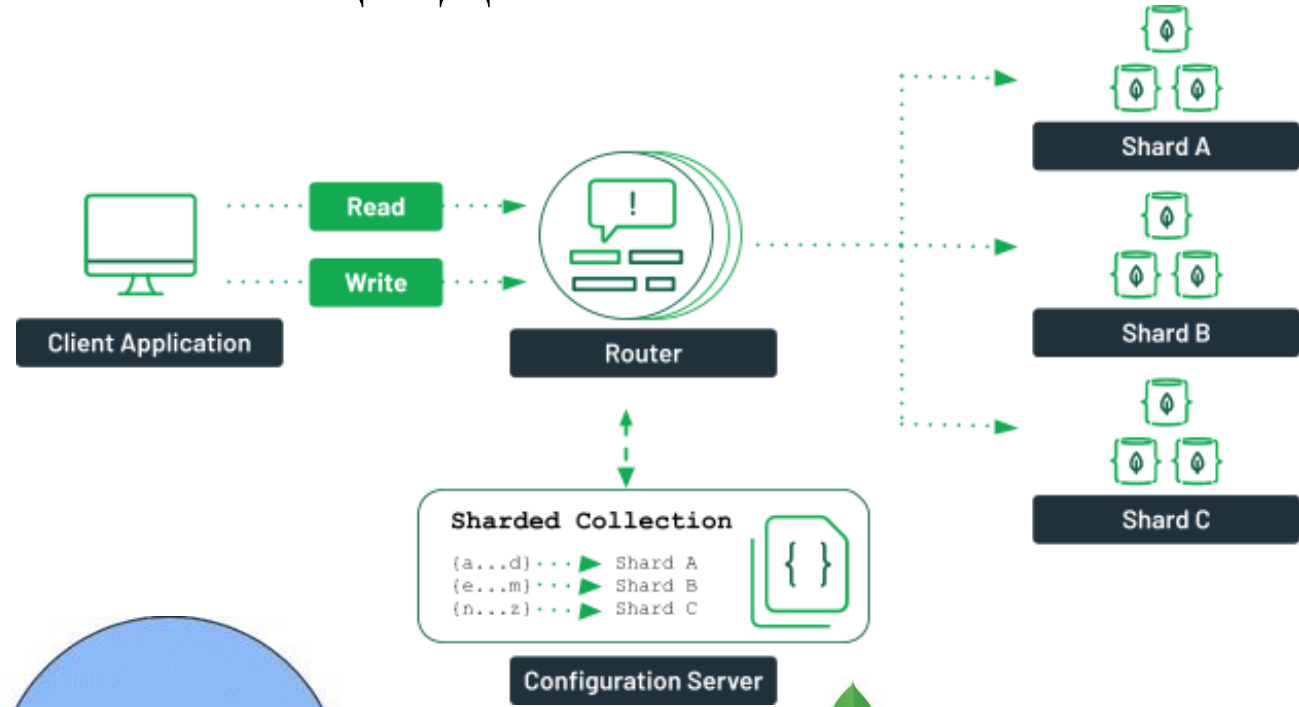 Shard A
Read
!
Write
Shard B
Client Application
Router
Shard C
Sharded Collection
{a...d} Shard A
{e...m} Shard B
{n...z} Shard C
{ }
Configuration Server